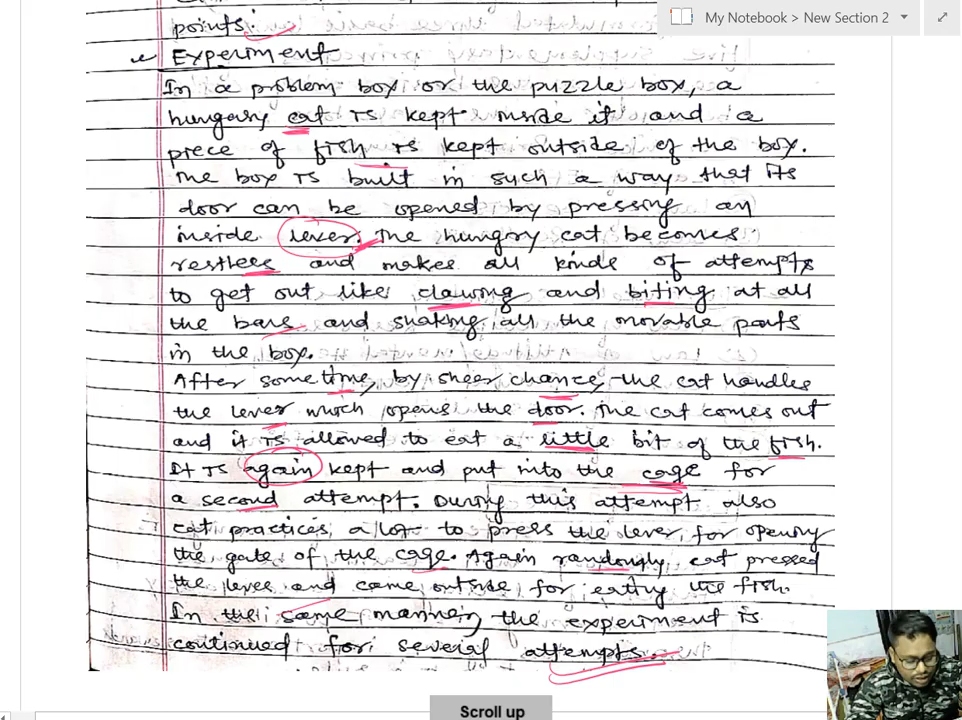 My Notebook > New Section 2
points:
Experiment
In a problem box or the puzzle box, a
hungary cat is kept inside it and a
piece of fish is kept outside of the box.
The box is built in such a way that its
door can be opened by pressing an
inside lever. The hungry cat becomes
restless and makes all kinds of attempts
to get out like clawing and biting at all
the bars and shaking all the movable parts
in the box.
After some time, by sheer chance, the cat handles
the lever which opens the door. The cat comes out
and it is allowed to eat a little bit of the fish.
It is again kept and put into the cage for
a second attempt. During this attempt also
cat practices a lot to press the lever for opening
the gate of the cage. Again randomly cat pressed
the lever and came outside for eating the fish.
In the same manner, the experiment is
continued for several attempts.
Scroll up